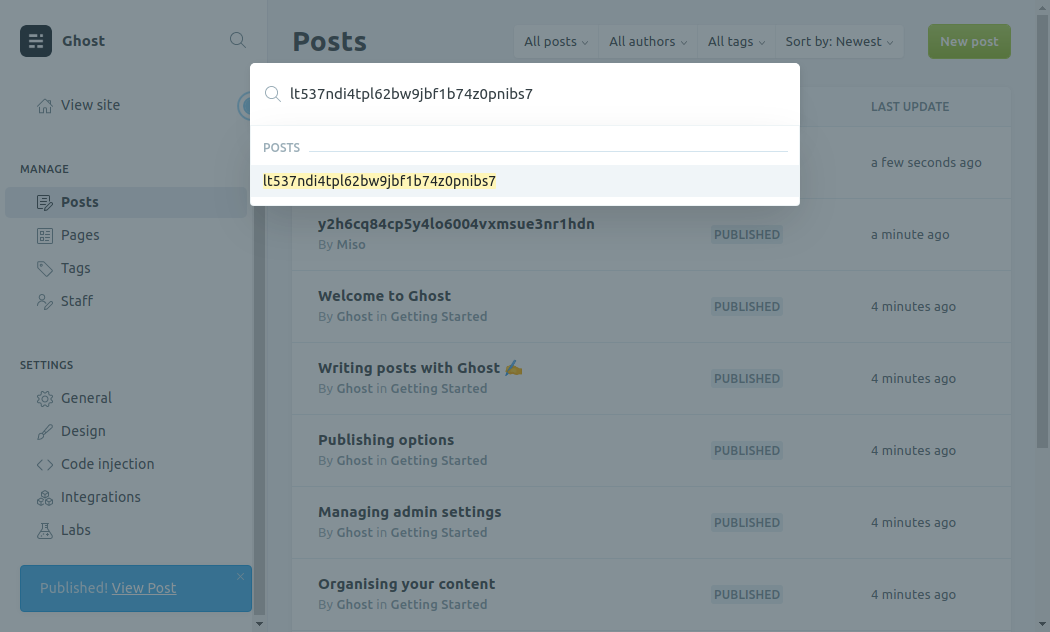 Ghost
Posts
All posts
All authors
All tags
Sort by: Newest
New post
lt537ndi4tpl62bw9jbf1b74z0pnibs7
POSTS
lt537ndi4tpl62bw9jbf1b74z0pnibs7
View site
MANAGE
Posts
Pages
Tags
Staff
SETTINGS
General
Design
Code injection
Integrations
Labs
Published! View Post
LAST UPDATE
a few seconds ago
y2h6cq84cp5y4lo6004vxmsue3nr1hdn
By Miso
PUBLISHED
a minute ago
Welcome to Ghost
By Ghost in Getting Started
PUBLISHED
4 minutes ago
Writing posts with Ghost ✍️
By Ghost in Getting Started
PUBLISHED
4 minutes ago
Publishing options
By Ghost in Getting Started
PUBLISHED
4 minutes ago
Managing admin settings
By Ghost in Getting Started
PUBLISHED
4 minutes ago
Organising your content
By Ghost in Getting Started
PUBLISHED
4 minutes ago